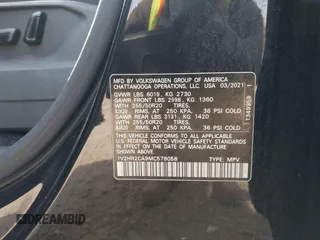 MFD BY VOLKSWAGEN GROUP OF AMERICA
CHATTANOOGA OPERATIONS, LLC. USA 03/2021
GVWR LBS 6019, KG 2730
GAWR FRONT LBS 2998, KG 1360
WITH 255/50R20 TIRES,
RIMS, AT 250 KPA, 36 PSI COLD
GAWR REAR LBS 3131, KG 1420
WITH 255/50R20 TIRES,
RIMS, AT 250 KPA, 36 PSI COLD
THIS VEHICLE CONFORMS TO ALL APPLICABLE
U.S. FEDERAL MOTOR VEHICLE SAFETY STANDARDS
IN EFFECT ON THE DATE OF MANUFACTURE
SHOWN ABOVE.
1V2HR2CA9MC578058 TYPE: MPV
DREAMBID